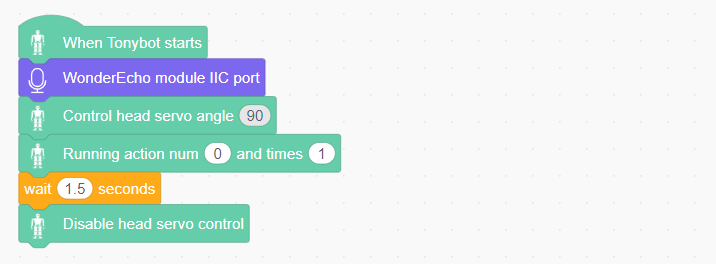 When Tonybot starts
WonderEcho module IIC port
Control head servo angle 90
Running action num 0 and times 1
wait 1.5 seconds
Disable head servo control